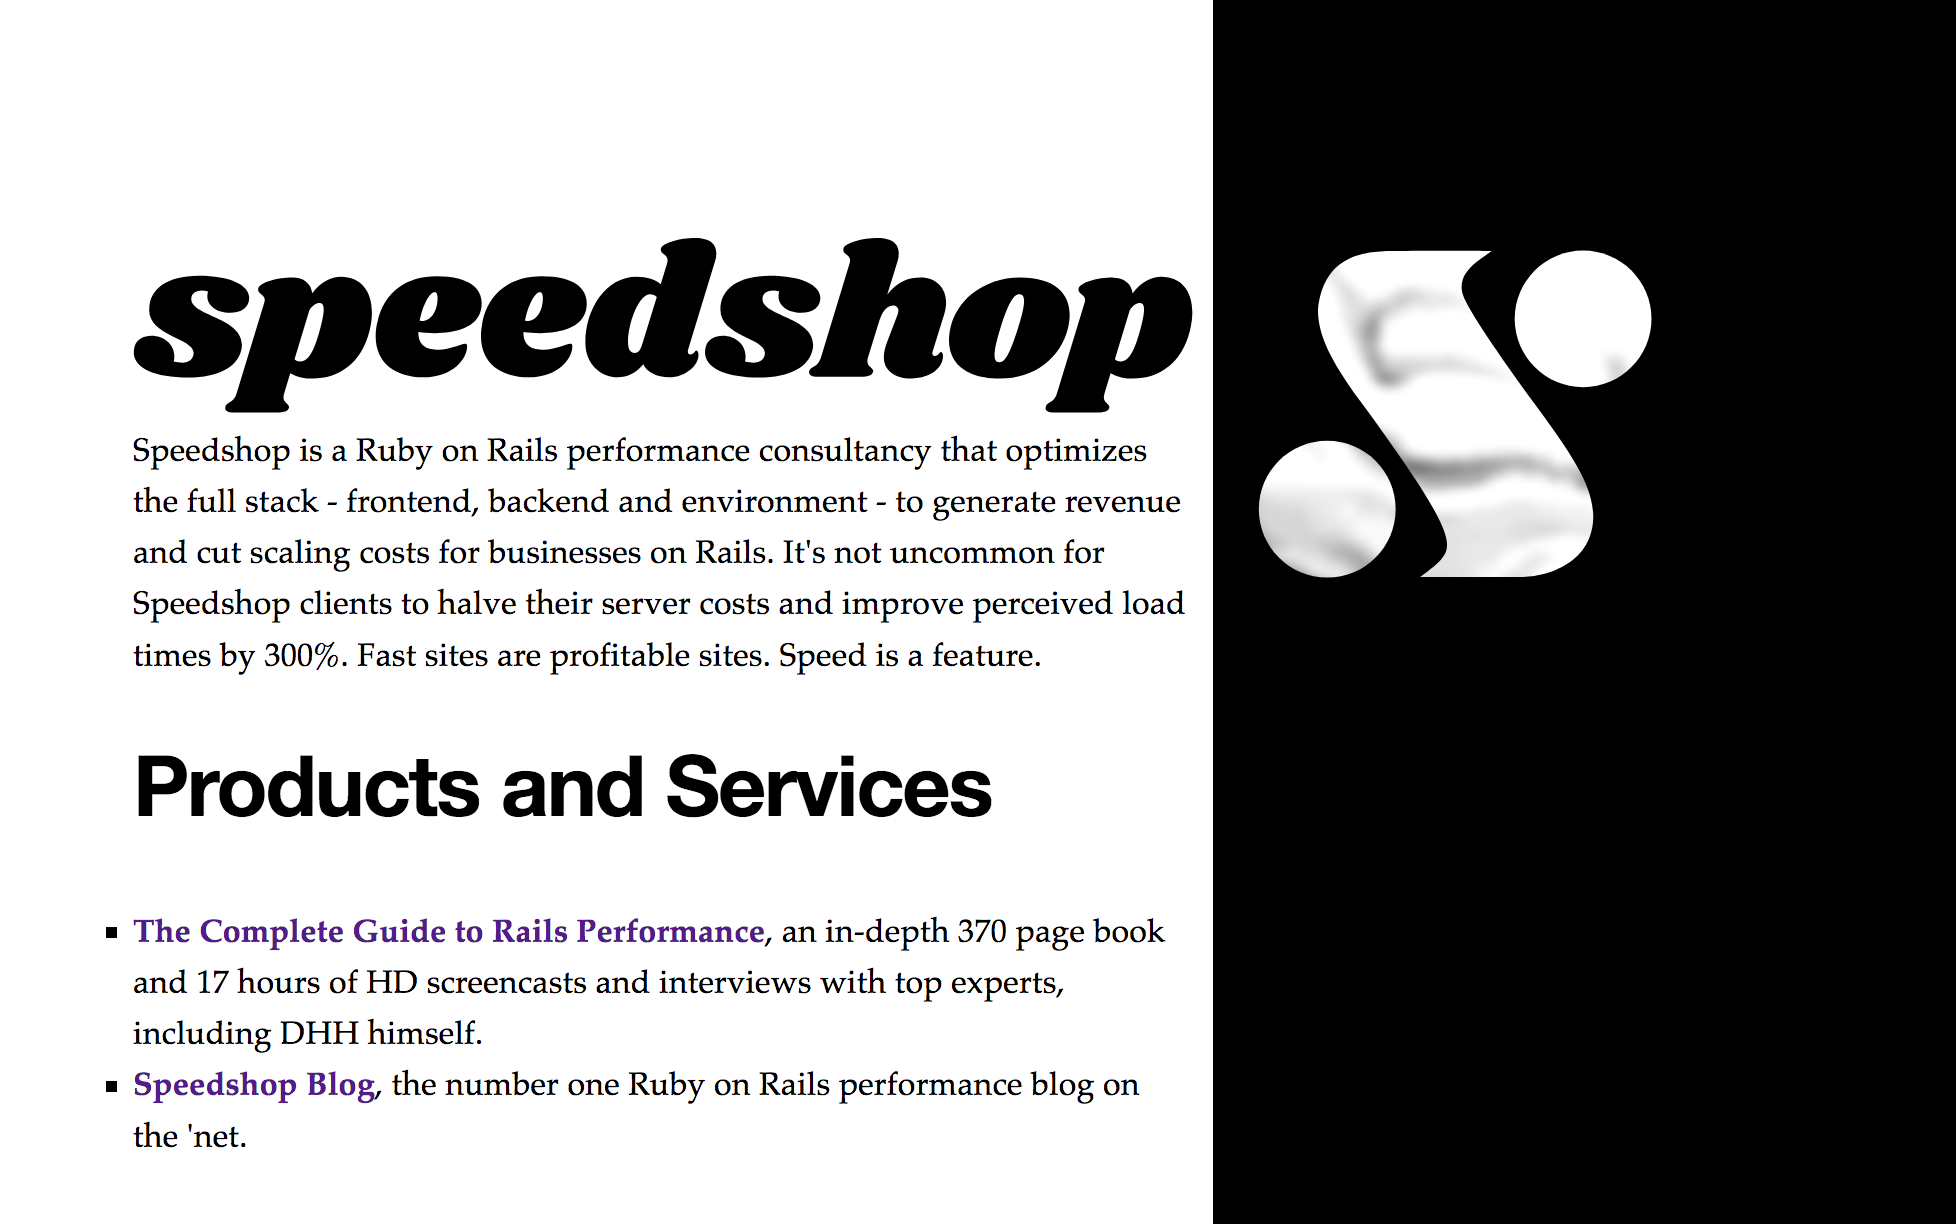 speedshop
Speedshop is a Ruby on Rails performance consultancy that optimizes
the full stack - frontend, backend and environment - to generate revenue
and cut scaling costs for businesses on Rails. It's not uncommon for
Speedshop clients to halve their server costs and improve perceived load
times by 300%. Fast sites are profitable sites. Speed is a feature.
Products and Services
▪ The Complete Guide to Rails Performance, an in-depth 370 page book
and 17 hours of HD screencasts and interviews with top experts,
including DHH himself.
▪ Speedshop Blog, the number one Ruby on Rails performance blog on
the 'net.